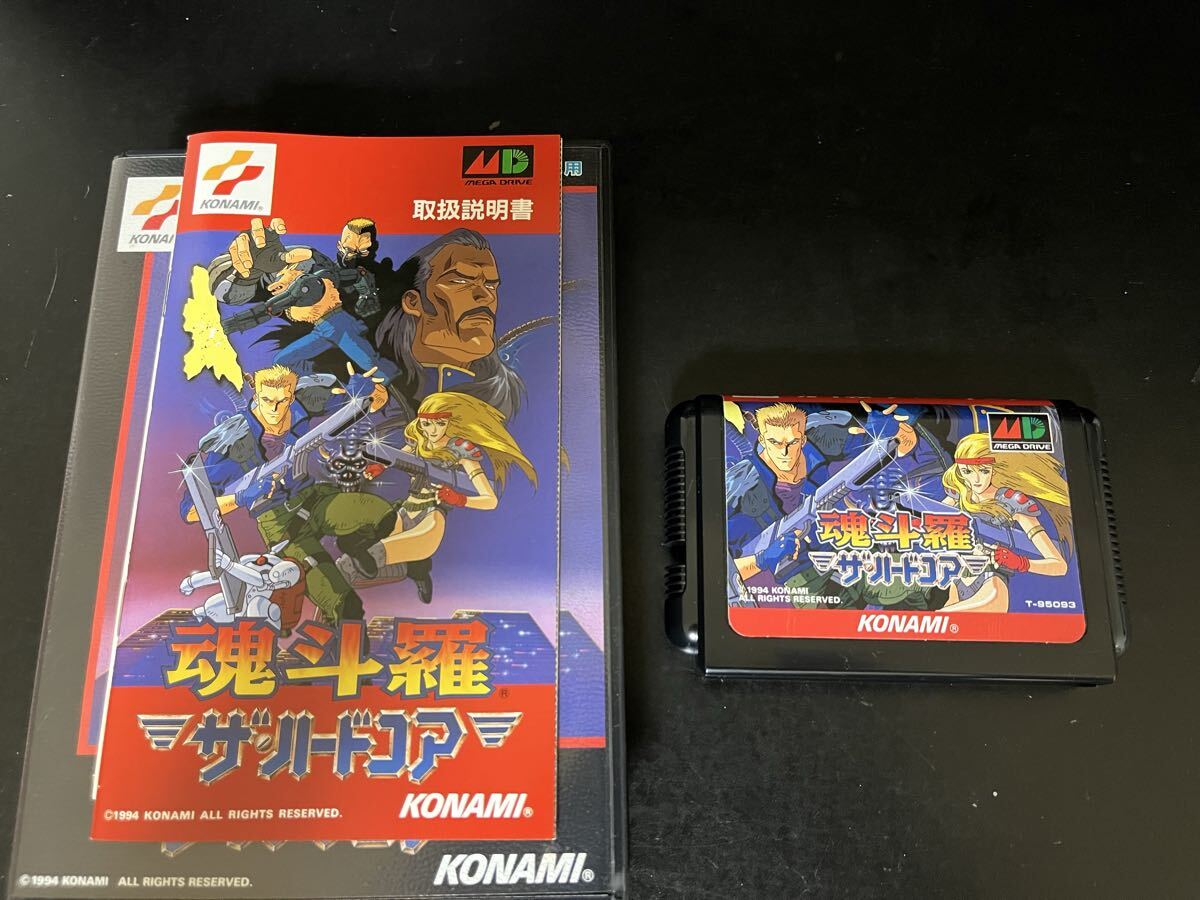 KONAMI®
MD
MEGA DRIVE
取扱説明書
魂斗羅®
ザ・ハードコア
©1994 KONAMI ALL RIGHTS RESERVED.
KONAMI®
用
KONAMI
©1994 KONAMI ALL RIGHTS RESERVED.
KONAMI®
MD
MEGA DRIVE
魂斗羅
ザ・ハードコア
©1994 KONAMI
ALL RIGHTS RESERVED.
T-95093
KONAMI®